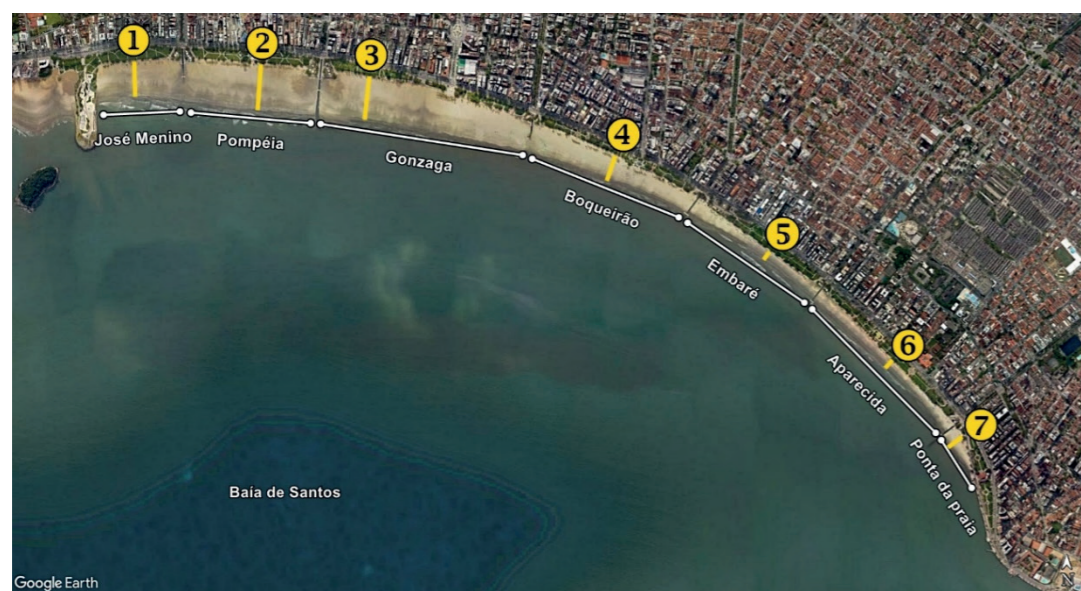 1
2
3
José Menino
Pompéia
Gonzaga
4
Boqueirão
5
Embaré
6
Aparecida
7
Ponta da praia
Baía de Santos
Google Earth
N